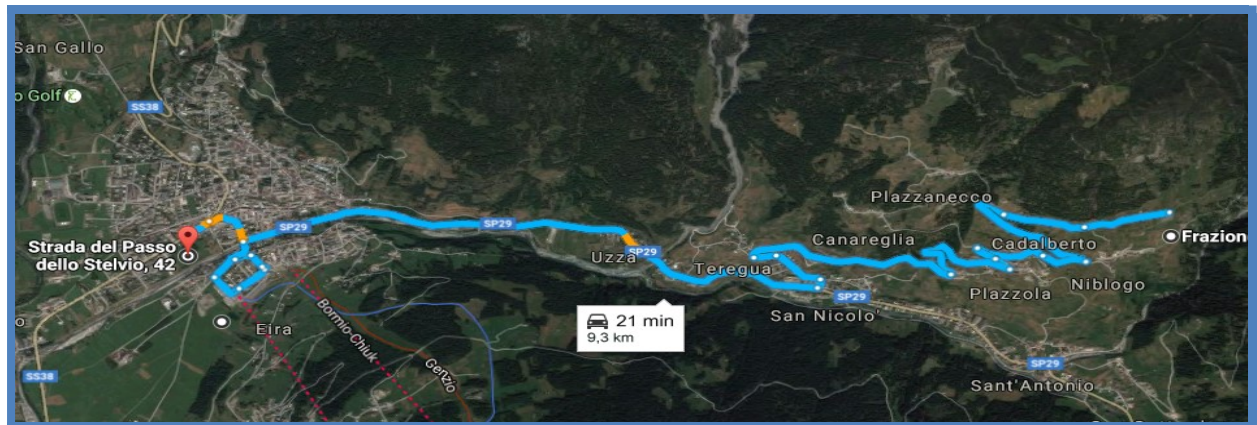 San Gallo
o Golf
SS38
Plazzanecco
Strada del Passo
dello Stelvio, 42
SP29
SP29
SP29
Uzza
Teregua
Canareglia
Cadalberto
Frazion
Niblogo
Plazzola
SP29
San Nicolo'
21 min
9,3 km
Eira
Bormio-Chiuk
Genzio
SS38
SP29
Sant'Antonio